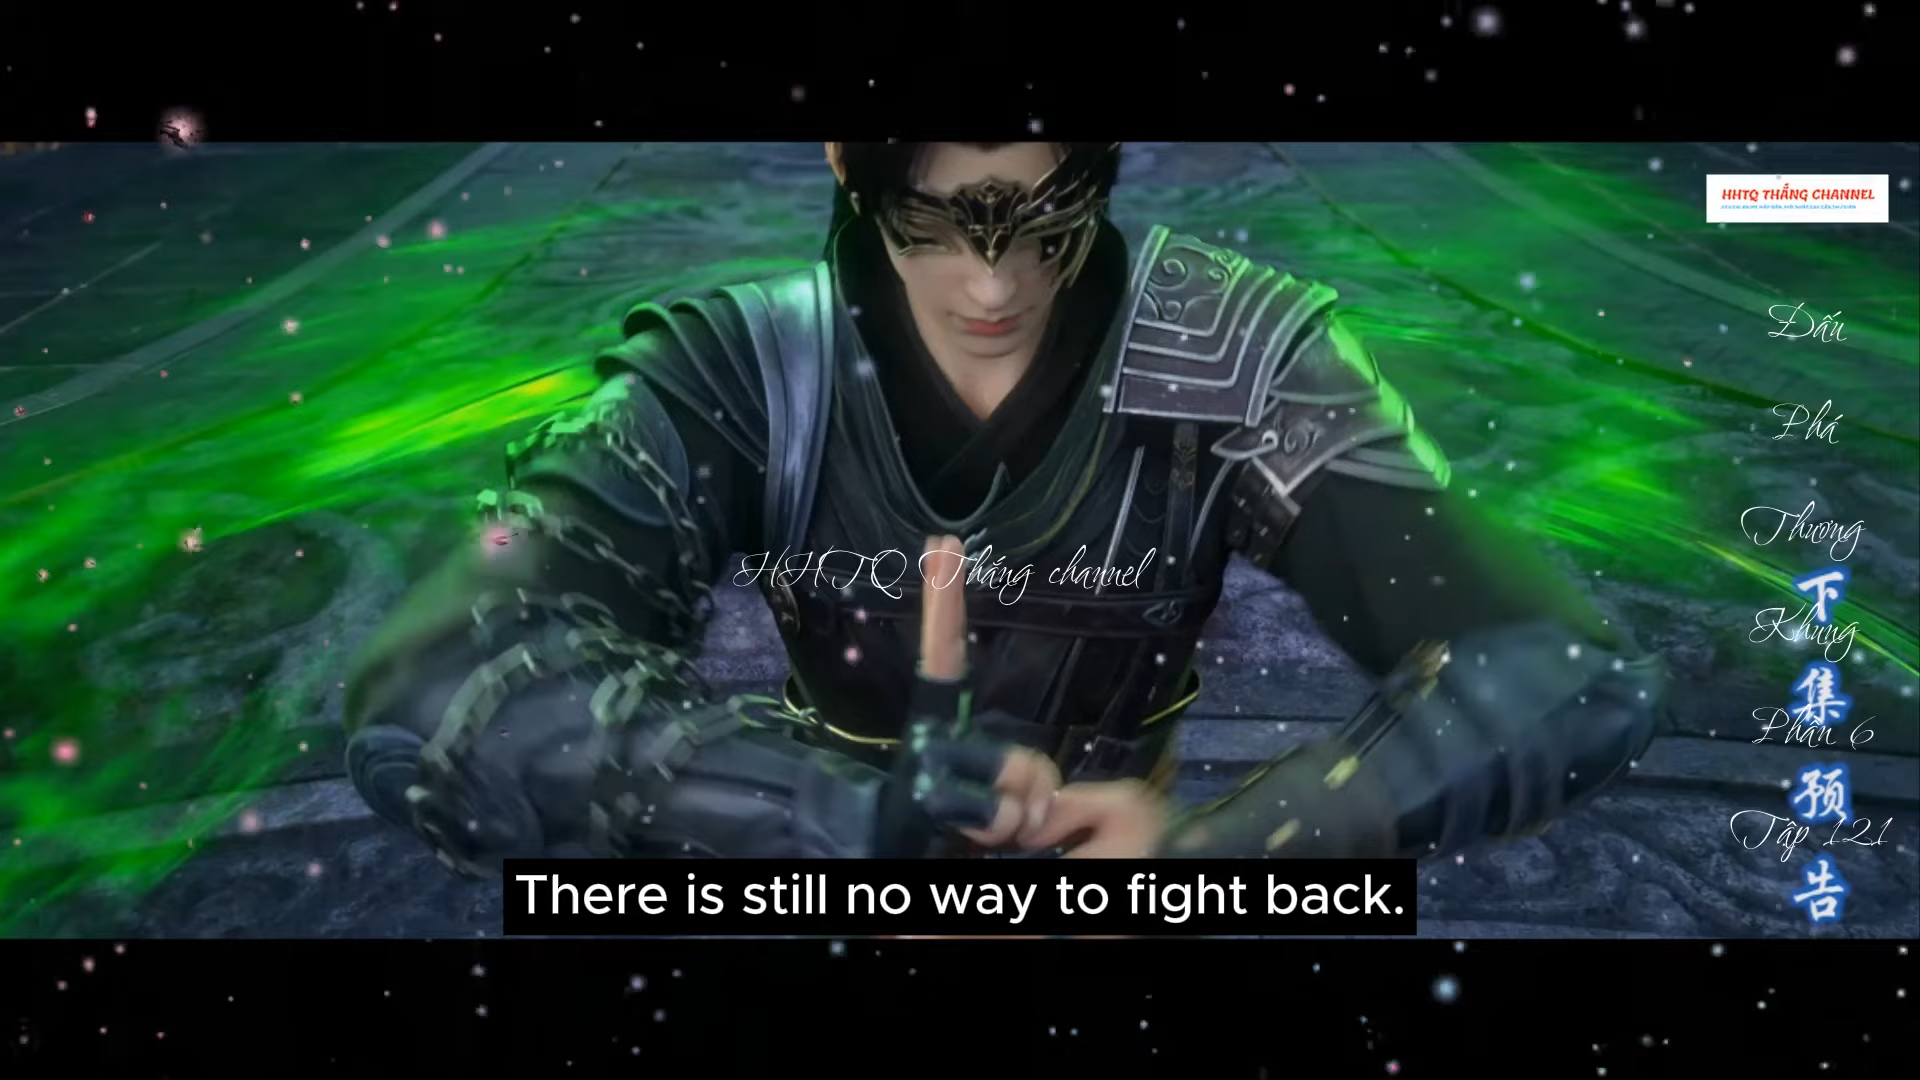 HHTQ THẮNG CHANNEL
Đấu
Phá
Thương
Khung
Phần 6
Tập 121
下集预告
HHTQ Thắng channel
There is still no way to fight back.